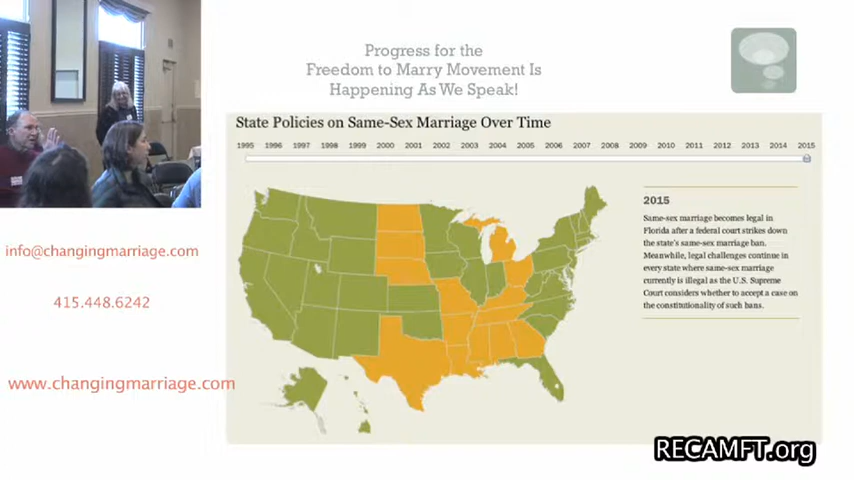 Progress for the
Freedom to Marry Movement Is
Happening As We Speak!
State Policies on Same-Sex Marriage Over Time
1995 1996 1997 1998 1999 2000 2001 2002 2003 2004 2005 2006 2007 2008 2009 2010 2011 2012 2013 2014 2015
2015
Same-sex marriage becomes legal in
Florida after a federal court strikes down
the state's same-sex marriage ban.
Meanwhile, legal challenges continue in
every state where same-sex marriage
currently is illegal as the U.S. Supreme
Court considers whether to accept a case on
the constitutionality of such bans.
info@changingmarriage.com
415.448.6242
www.changingmarriage.com
RECAMFT.org